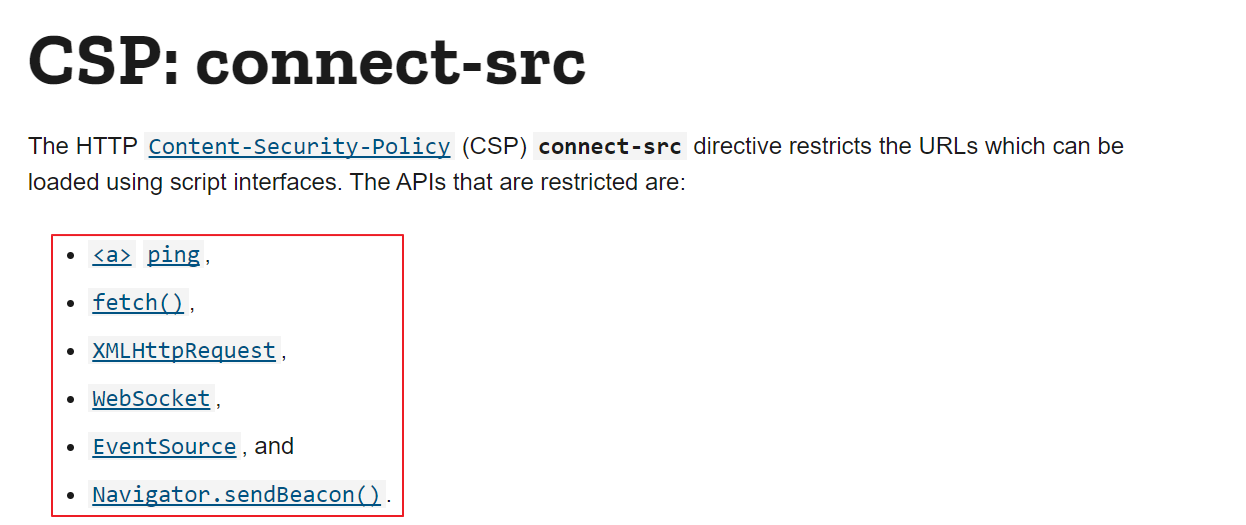 CSP: connect-src
The HTTP Content-Security-Policy (CSP) connect-src directive restricts the URLs which can be
loaded using script interfaces. The APIs that are restricted are:
• <a> ping,
• fetch(),
• XMLHttpRequest,
• WebSocket,
• EventSource, and
• Navigator.sendBeacon().